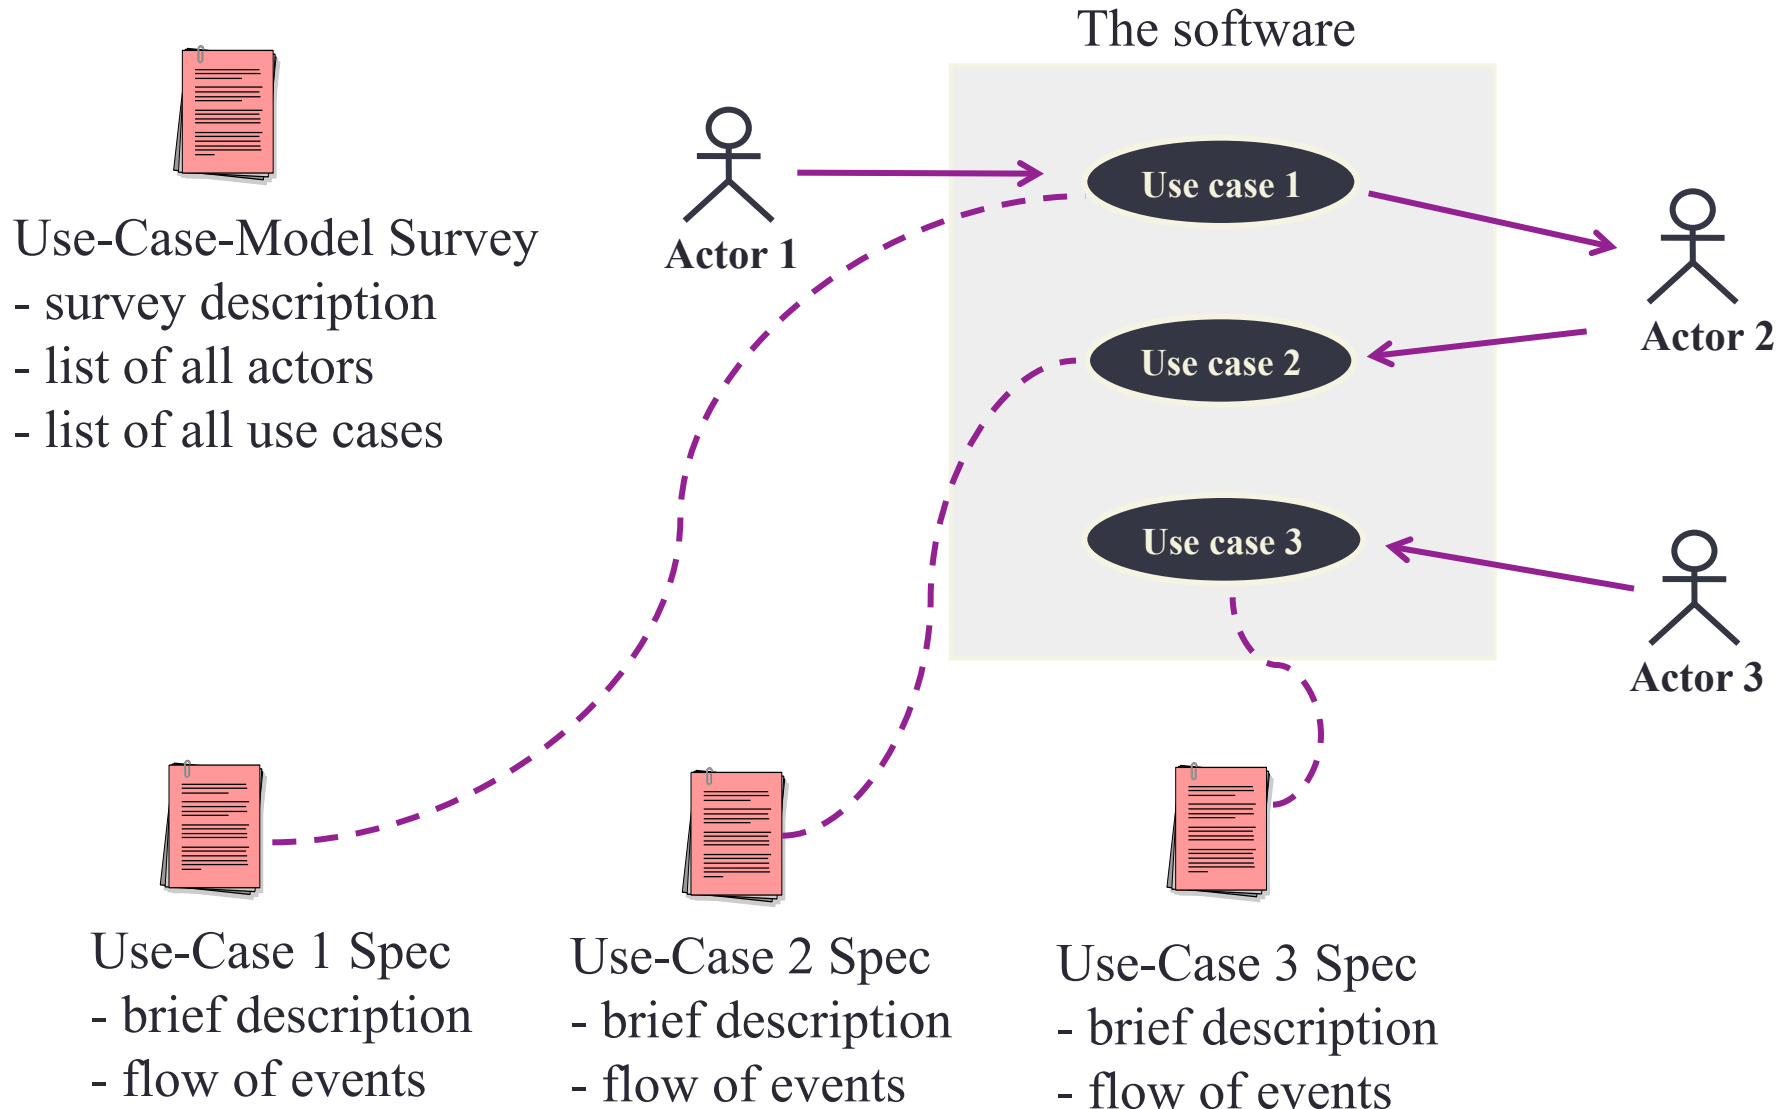 The software
Use case 1
Actor 1
Actor 2
Use case 2
Use case 3
Actor 3
Use-Case-Model Survey
- survey description
- list of all actors
- list of all use cases
Use-Case 1 Spec
- brief description
- flow of events
Use-Case 2 Spec
- brief description
- flow of events
Use-Case 3 Spec
- brief description
- flow of events